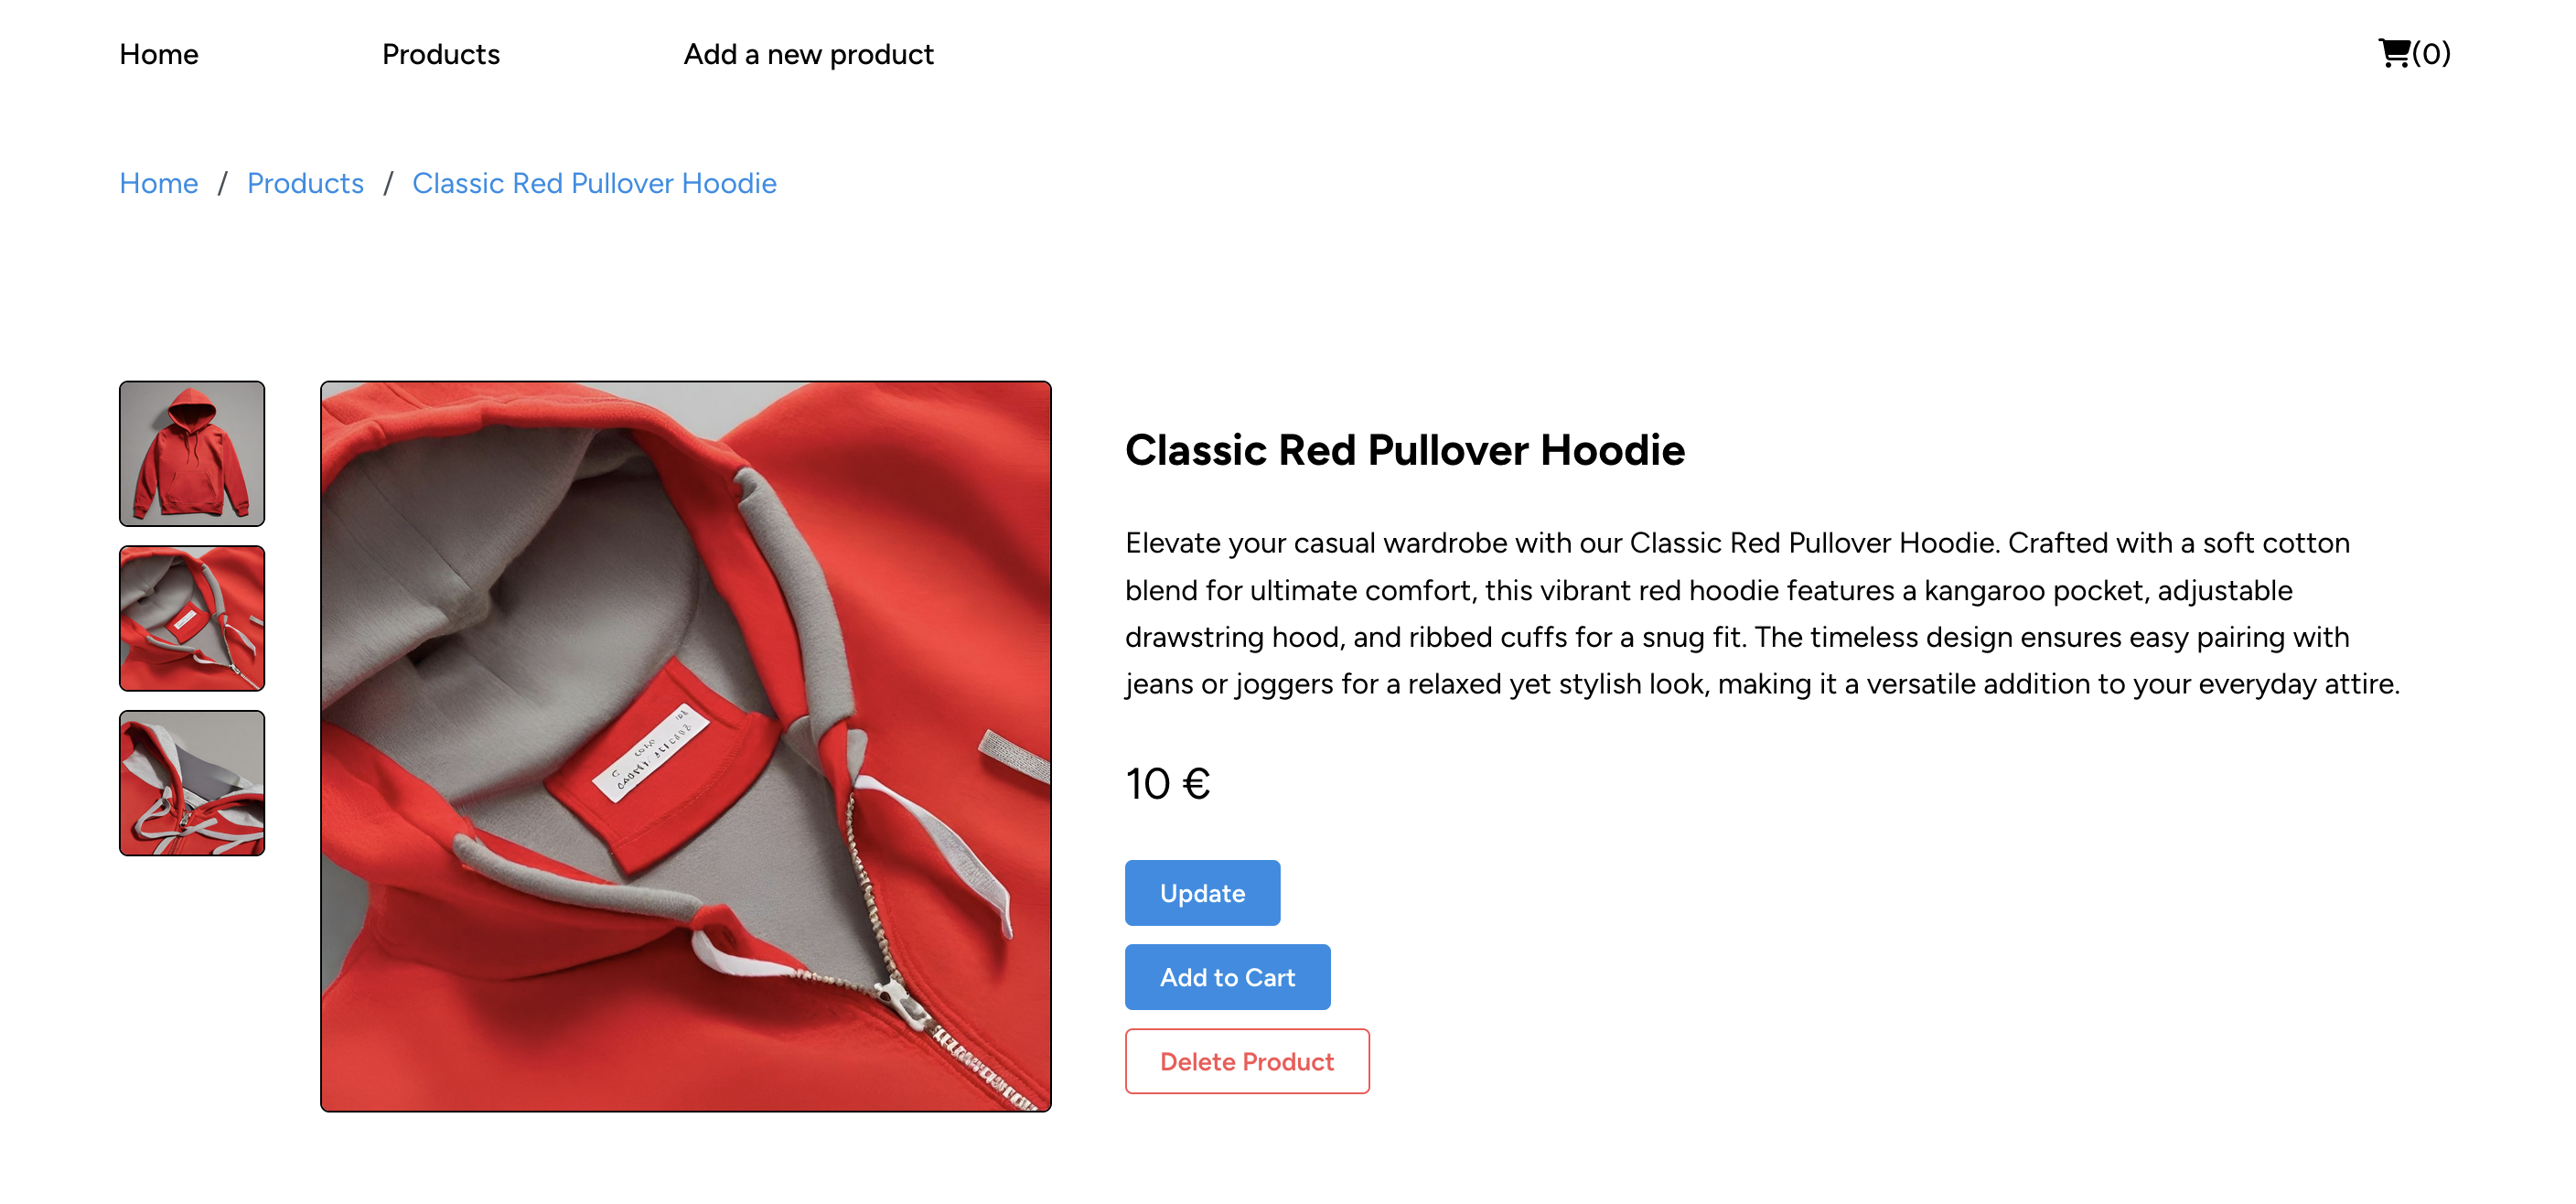 Home
Products
Add a new product
(0)
Home / Products / Classic Red Pullover Hoodie
Classic Red Pullover Hoodie
Elevate your casual wardrobe with our Classic Red Pullover Hoodie. Crafted with a soft cotton
blend for ultimate comfort, this vibrant red hoodie features a kangaroo pocket, adjustable
drawstring hood, and ribbed cuffs for a snug fit. The timeless design ensures easy pairing with
jeans or joggers for a relaxed yet stylish look, making it a versatile addition to your everyday attire.
10 €
Update
Add to Cart
Delete Product